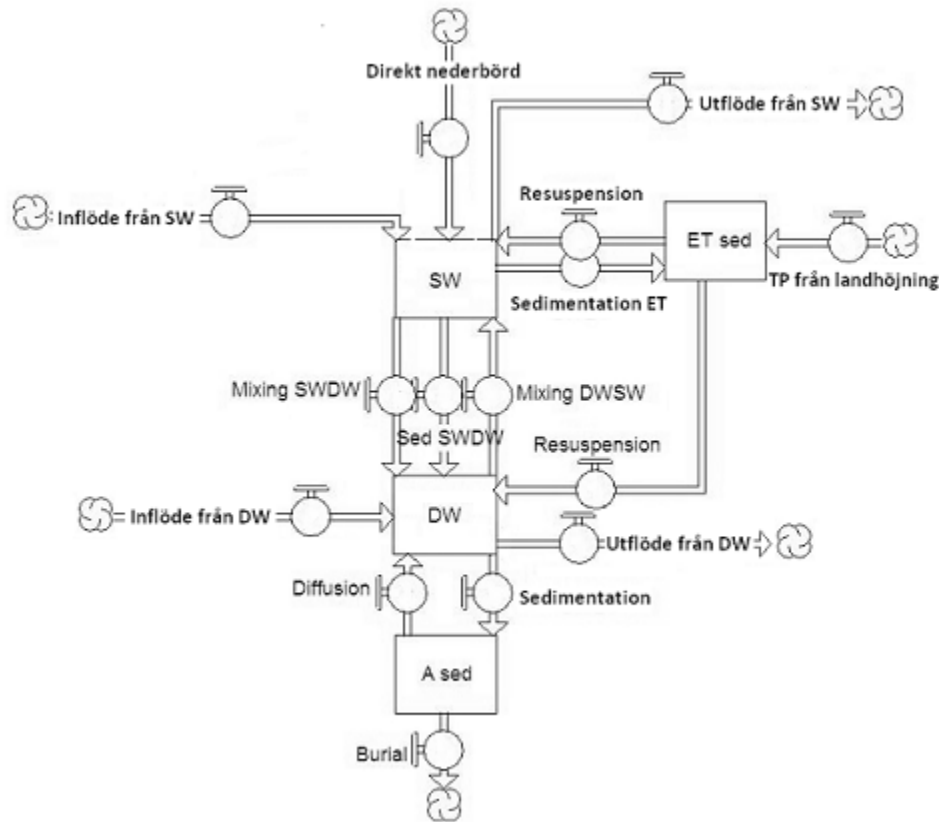 Direkt nederbörd
Utflöde från SW
Resuspension
Inflöde från SW
ET sed
SW
TP från landhöjning
Sedimentation ET
Mixing SWDW
Mixing DWSW
Sed SWDW
Resuspension
DW
Inflöde från DW
Utflöde från DW
Diffusion
Sedimentation
A sed
Burial